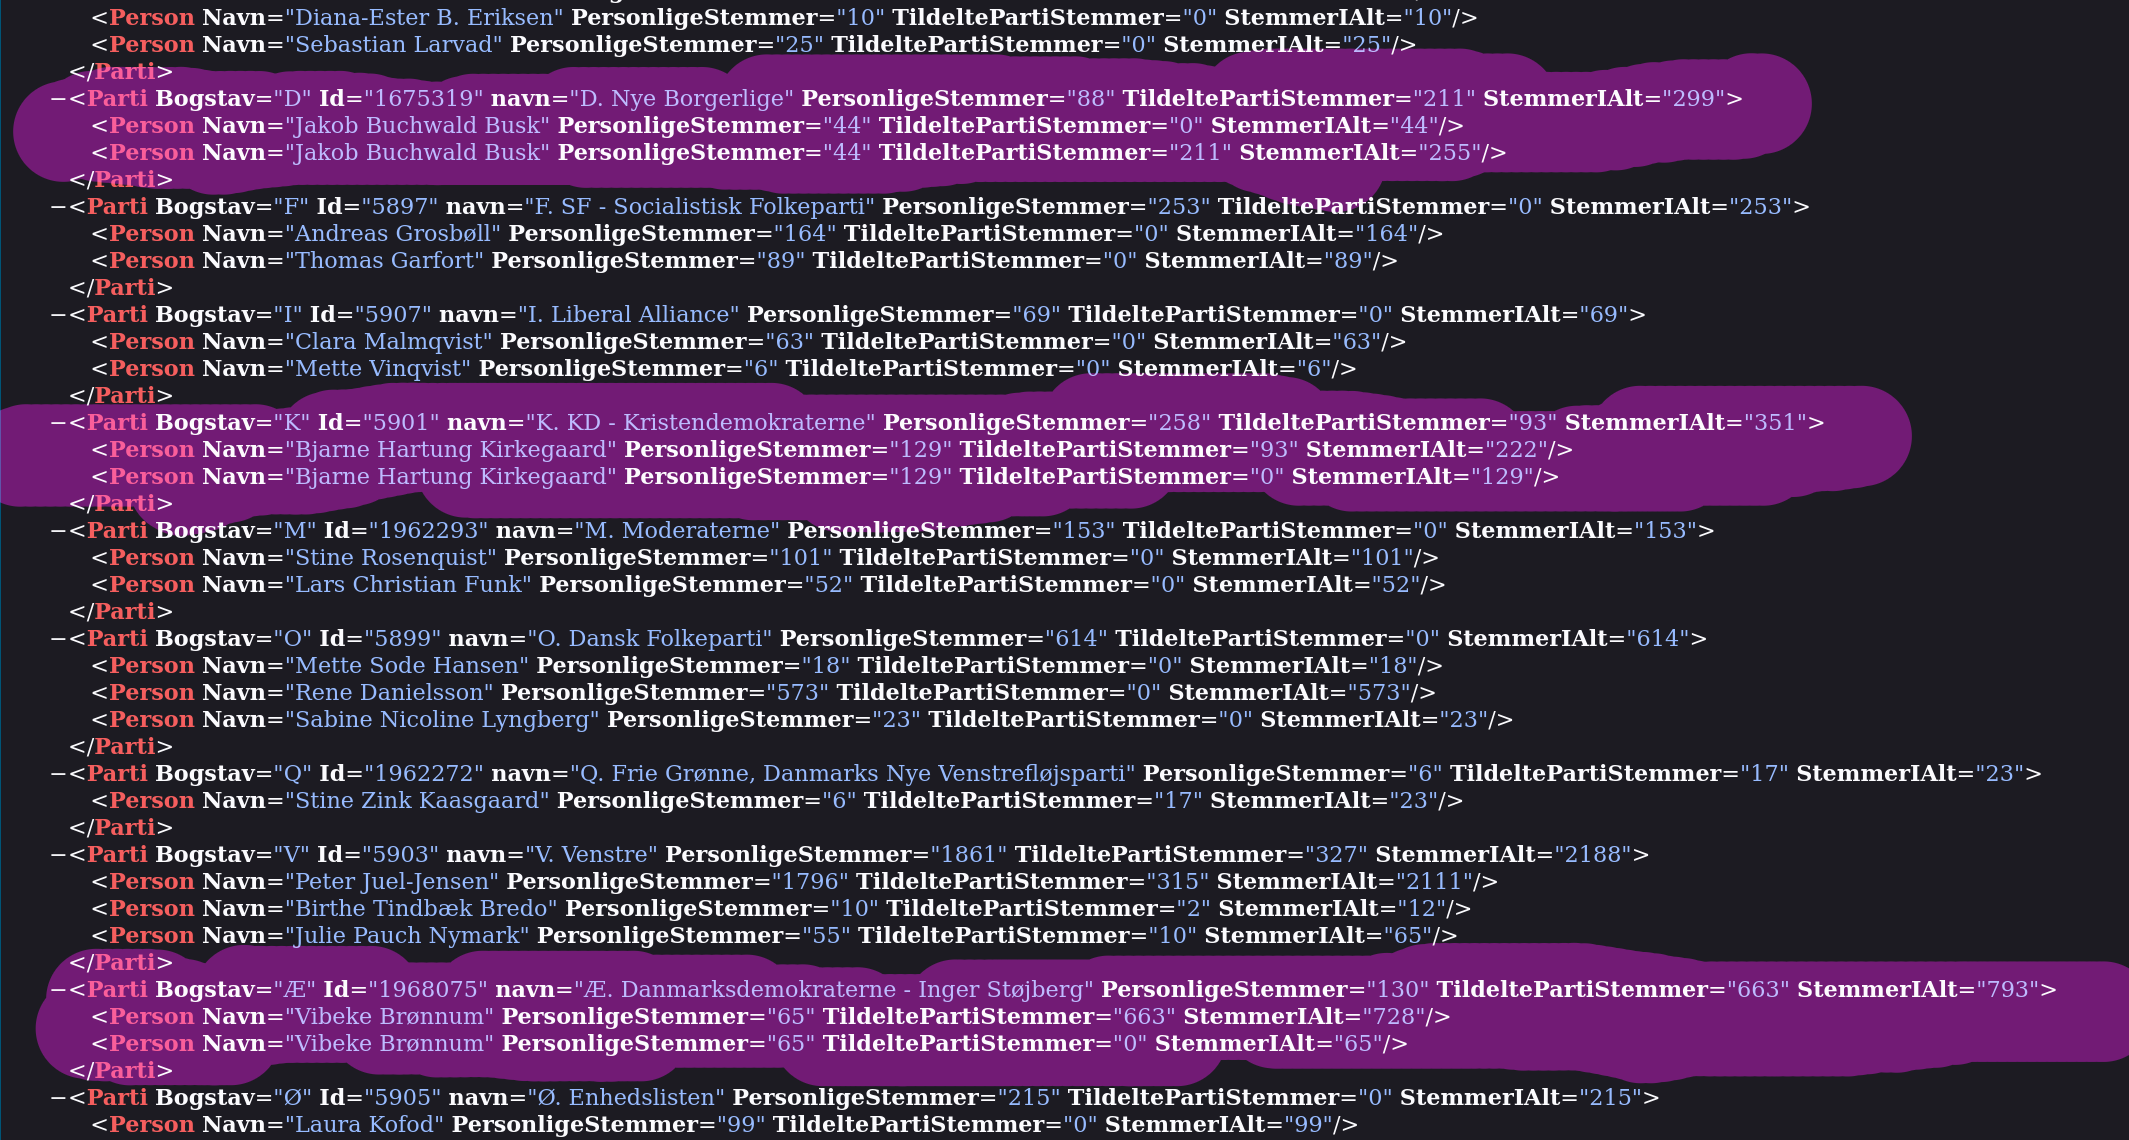 <Person Navn="Diana-Ester B. Eriksen" PersonligeStemmer="10" TildeltePartiStemmer="0" StemmerIAlt="10"/>
<Person Navn="Sebastian Larvad" PersonligeStemmer="25" TildeltePartiStemmer="0" StemmerIAlt="25"/>
</Parti>
−<Parti Bogstav="D" Id="1675319" navn="D. Nye Borgerlige" PersonligeStemmer="88" TildeltePartiStemmer="211" StemmerIAlt="299">
<Person Navn="Jakob Buchwald Busk" PersonligeStemmer="44" TildeltePartiStemmer="0" StemmerIAlt="44"/>
<Person Navn="Jakob Buchwald Busk" PersonligeStemmer="44" TildeltePartiStemmer="211" StemmerIAlt="255"/>
</Parti>
−<Parti Bogstav="F" Id="5897" navn="F. SF - Socialistisk Folkeparti" PersonligeStemmer="253" TildeltePartiStemmer="0" StemmerIAlt="253">
<Person Navn="Andreas Grosbøll" PersonligeStemmer="164" TildeltePartiStemmer="0" StemmerIAlt="164"/>
<Person Navn="Thomas Garfort" PersonligeStemmer="89" TildeltePartiStemmer="0" StemmerIAlt="89"/>
</Parti>
−<Parti Bogstav="I" Id="5907" navn="I. Liberal Alliance" PersonligeStemmer="69" TildeltePartiStemmer="0" StemmerIAlt="69">
<Person Navn="Clara Malmqvist" PersonligeStemmer="63" TildeltePartiStemmer="0" StemmerIAlt="63"/>
<Person Navn="Mette Vinqvist" PersonligeStemmer="6" TildeltePartiStemmer="0" StemmerIAlt="6"/>
</Parti>
−<Parti Bogstav="K" Id="5901" navn="K. KD - Kristendemokraterne" PersonligeStemmer="258" TildeltePartiStemmer="93" StemmerIAlt="351">
<Person Navn="Bjarne Hartung Kirkegaard" PersonligeStemmer="129" TildeltePartiStemmer="93" StemmerIAlt="222"/>
<Person Navn="Bjarne Hartung Kirkegaard" PersonligeStemmer="129" TildeltePartiStemmer="0" StemmerIAlt="129"/>
</Parti>
−<Parti Bogstav="M" Id="1962293" navn="M. Moderaterne" PersonligeStemmer="153" TildeltePartiStemmer="0" StemmerIAlt="153">
<Person Navn="Stine Rosenquist" PersonligeStemmer="101" TildeltePartiStemmer="0" StemmerIAlt="101"/>
<Person Navn="Lars Christian Funk" PersonligeStemmer="52" TildeltePartiStemmer="0" StemmerIAlt="52"/>
</Parti>
−<Parti Bogstav="O" Id="5899" navn="O. Dansk Folkeparti" PersonligeStemmer="614" TildeltePartiStemmer="0" StemmerIAlt="614">
<Person Navn="Mette Sode Hansen" PersonligeStemmer="18" TildeltePartiStemmer="0" StemmerIAlt="18"/>
<Person Navn="Rene Danielsson" PersonligeStemmer="573" TildeltePartiStemmer="0" StemmerIAlt="573"/>
<Person Navn="Sabine Nicoline Lyngberg" PersonligeStemmer="23" TildeltePartiStemmer="0" StemmerIAlt="23"/>
</Parti>
−<Parti Bogstav="Q" Id="1962272" navn="Q. Frie Grønne, Danmarks Nye Venstrefløjsparti" PersonligeStemmer="6" TildeltePartiStemmer="17" StemmerIAlt="23">
<Person Navn="Stine Zink Kaasgaard" PersonligeStemmer="6" TildeltePartiStemmer="17" StemmerIAlt="23"/>
</Parti>
−<Parti Bogstav="V" Id="5903" navn="V. Venstre" PersonligeStemmer="1861" TildeltePartiStemmer="327" StemmerIAlt="2188">
<Person Navn="Peter Juel-Jensen" PersonligeStemmer="1796" TildeltePartiStemmer="315" StemmerIAlt="2111"/>
<Person Navn="Birthe Tindbæk Bredo" PersonligeStemmer="10" TildeltePartiStemmer="2" StemmerIAlt="12"/>
<Person Navn="Julie Pauch Nymark" PersonligeStemmer="55" TildeltePartiStemmer="10" StemmerIAlt="65"/>
</Parti>
−<Parti Bogstav="Æ" Id="1968075" navn="Æ. Danmarksdemokraterne - Inger Støjberg" PersonligeStemmer="130" TildeltePartiStemmer="663" StemmerIAlt="793">
<Person Navn="Vibeke Brønnum" PersonligeStemmer="65" TildeltePartiStemmer="663" StemmerIAlt="728"/>
<Person Navn="Vibeke Brønnum" PersonligeStemmer="65" TildeltePartiStemmer="0" StemmerIAlt="65"/>
</Parti>
−<Parti Bogstav="Ø" Id="5905" navn="Ø. Enhedslisten" PersonligeStemmer="215" TildeltePartiStemmer="0" StemmerIAlt="215">
<Person Navn="Laura Kofod" PersonligeStemmer="99" TildeltePartiStemmer="0" StemmerIAlt="99"/>